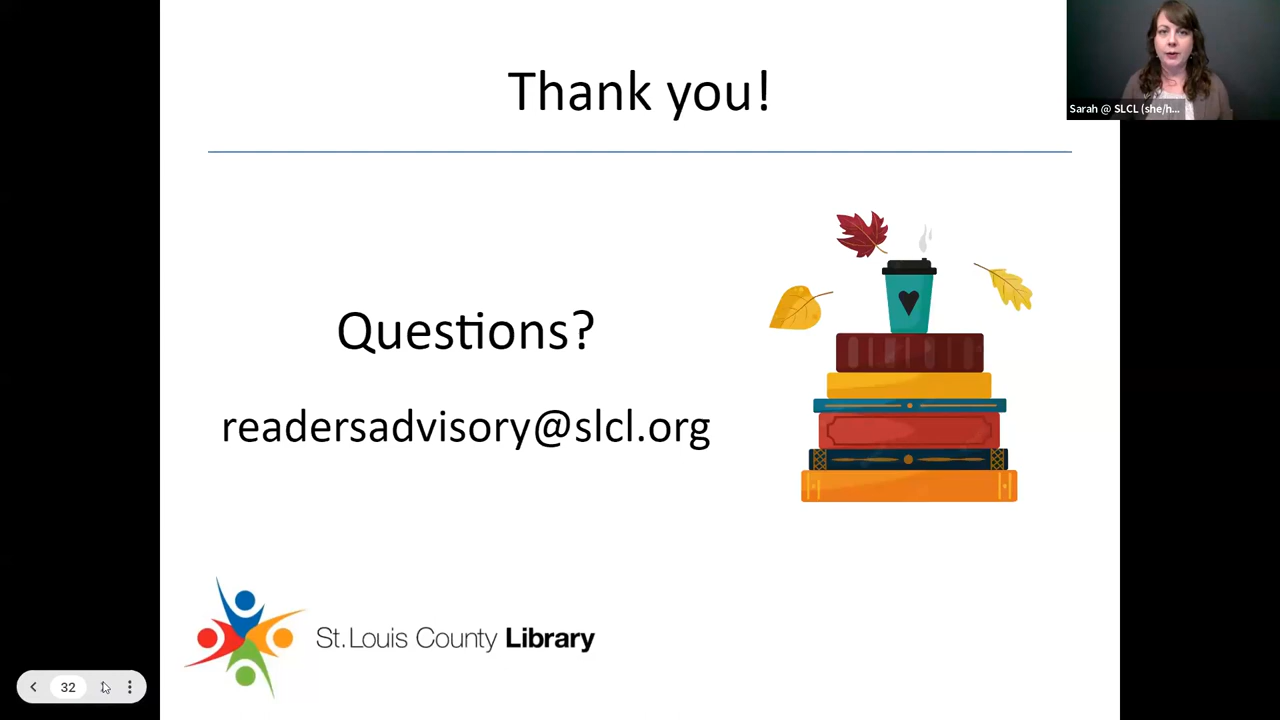 Thank you!
Sarah @ SLCL (she/h...
Questions?
readersadvisory@slcl.org
St. Louis County Library
32